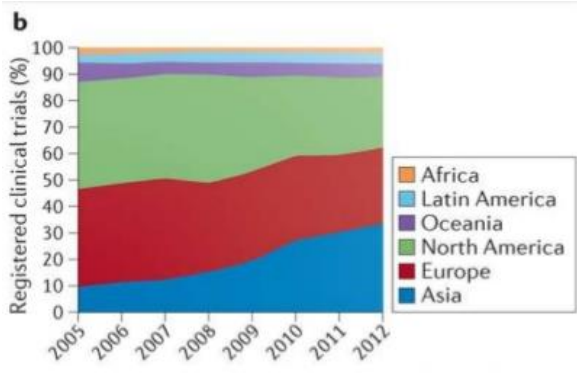 b
Registered clinical trials (%)
100
90
80
70
60
50
40
30
20
10
0
2005
2006
2007
2008
2009
2010
2011
2012
Africa
Latin America
Oceania
North America
Europe
Asia